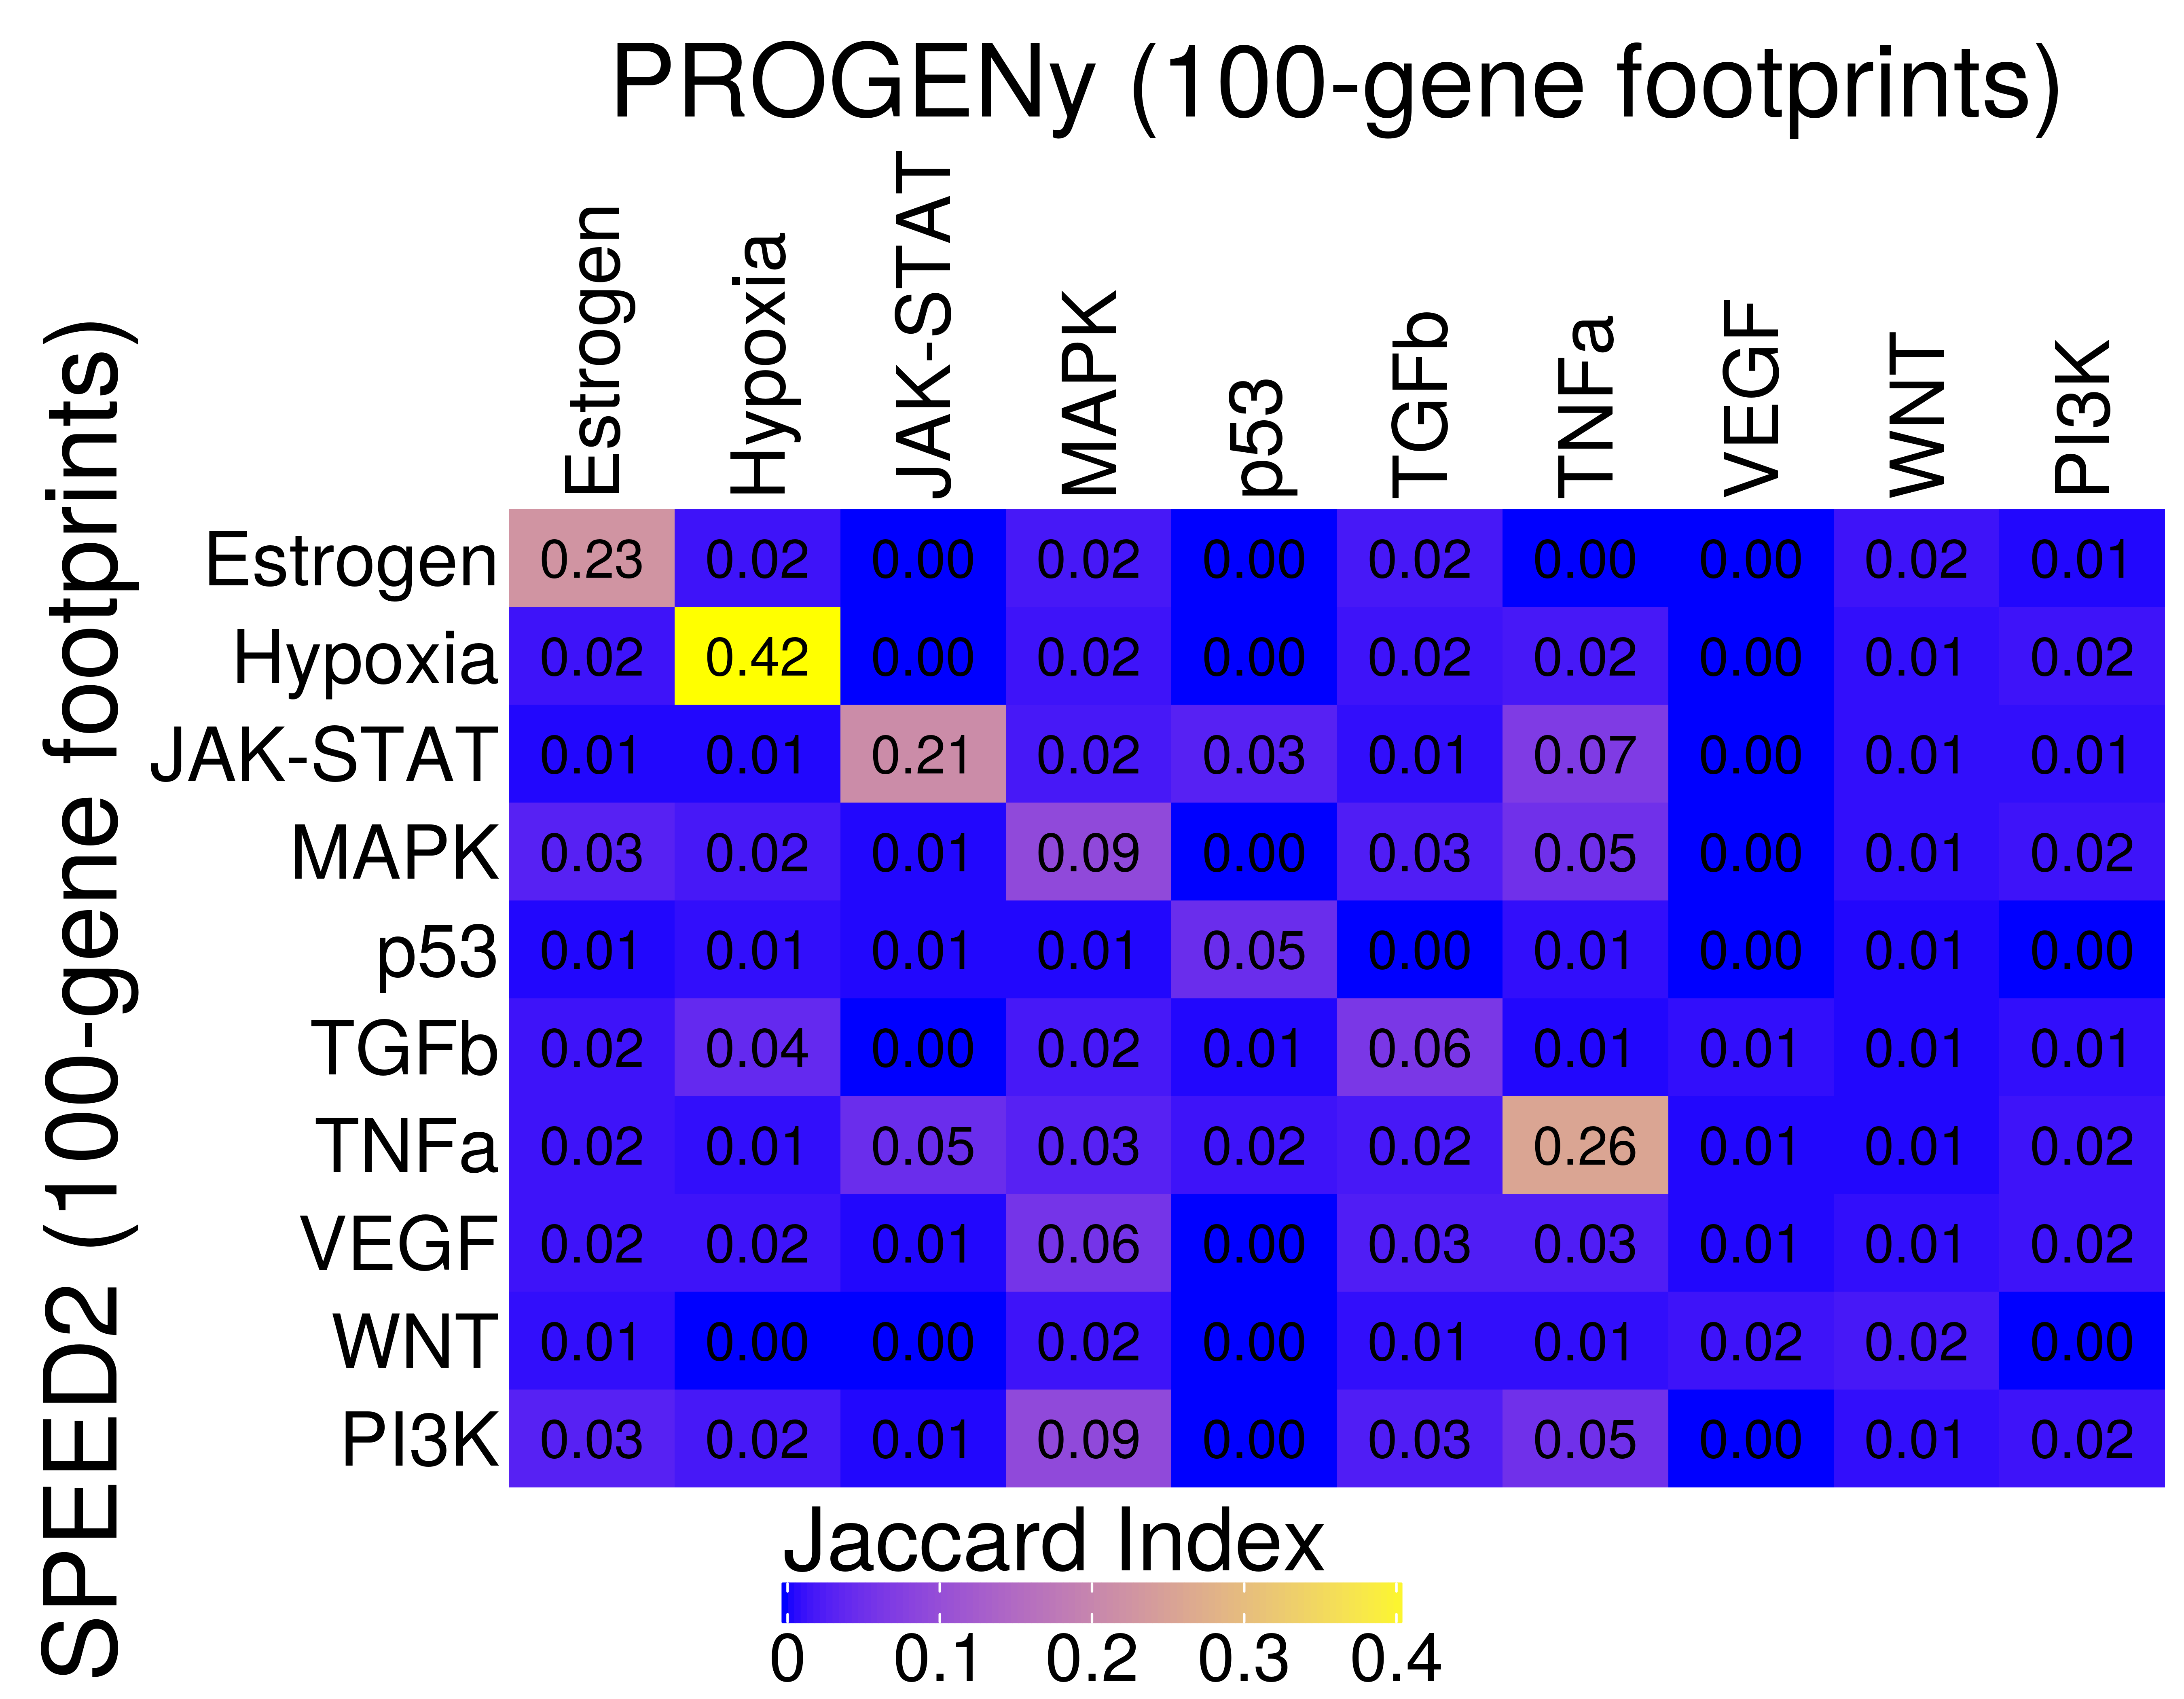 PROGENy (100-gene footprints)
Estrogen Hypoxia JAK-STAT MAPK p53 TGFb TNFa VEGF WNT PI3K
SPEED2 (100-gene footprints)
Estrogen 0.23 0.02 0.00 0.02 0.00 0.02 0.00 0.00 0.02 0.01
Hypoxia 0.02 0.42 0.00 0.02 0.00 0.02 0.02 0.00 0.01 0.02
JAK-STAT 0.01 0.01 0.21 0.02 0.03 0.01 0.07 0.00 0.01 0.01
MAPK 0.03 0.02 0.01 0.09 0.00 0.03 0.05 0.00 0.01 0.02
p53 0.01 0.01 0.01 0.01 0.05 0.00 0.01 0.00 0.01 0.00
TGFb 0.02 0.04 0.00 0.02 0.01 0.06 0.01 0.01 0.01 0.01
TNFa 0.02 0.01 0.05 0.03 0.02 0.02 0.26 0.01 0.01 0.02
VEGF 0.02 0.02 0.01 0.06 0.00 0.03 0.03 0.01 0.01 0.02
WNT 0.01 0.00 0.00 0.02 0.00 0.01 0.01 0.02 0.02 0.00
PI3K 0.03 0.02 0.01 0.09 0.00 0.03 0.05 0.00 0.01 0.02
Jaccard Index
0 0.1 0.2 0.3 0.4